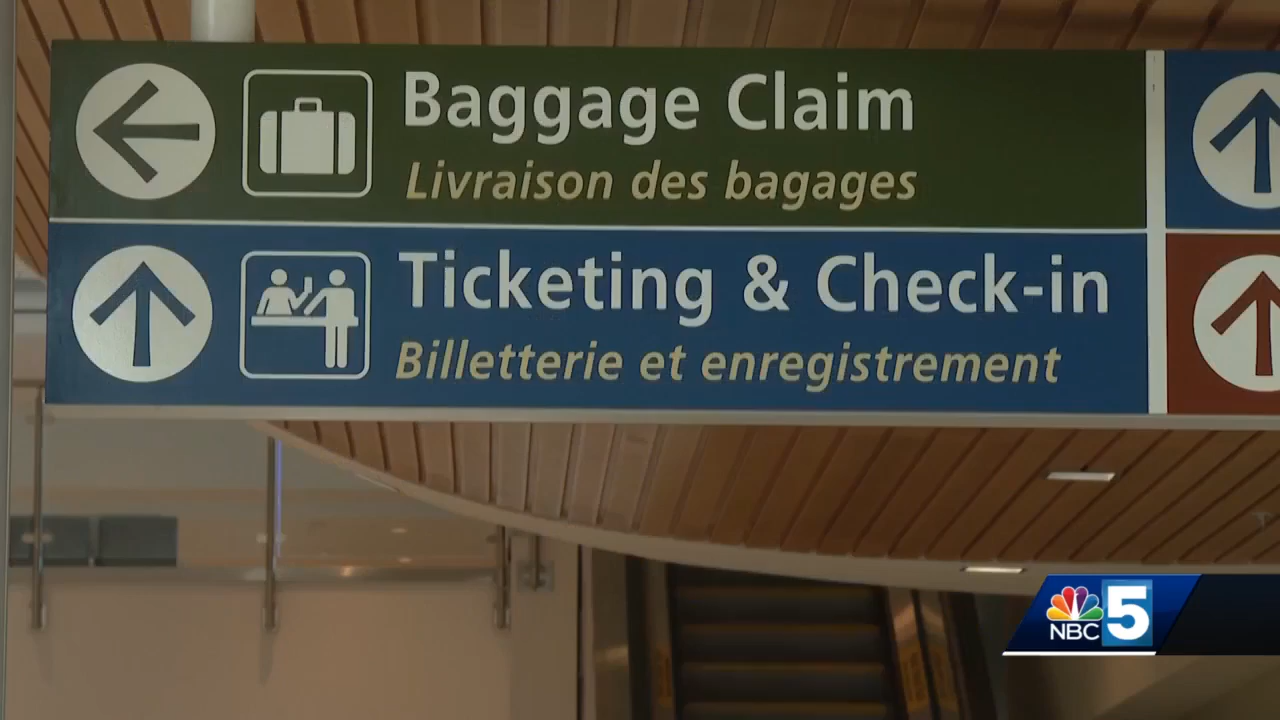 Baggage Claim
Livraison des bagages
Ticketing & Check-in
Billetterie et enregistrement
NBC 5